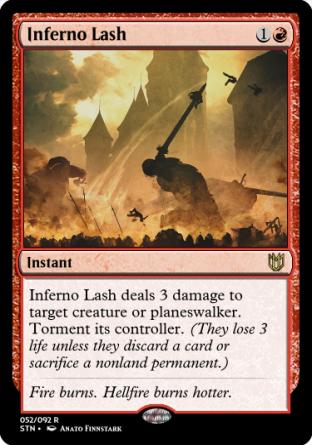 Inferno Lash 1
Instant
Inferno Lash deals 3 damage to
target creature or planeswalker.
Torment its controller. (They lose 3
life unless they discard a card or
sacrifice a nonland permanent.)
Fire burns. Hellfire burns hotter.
052/092 R
STN • Anato Finnstark